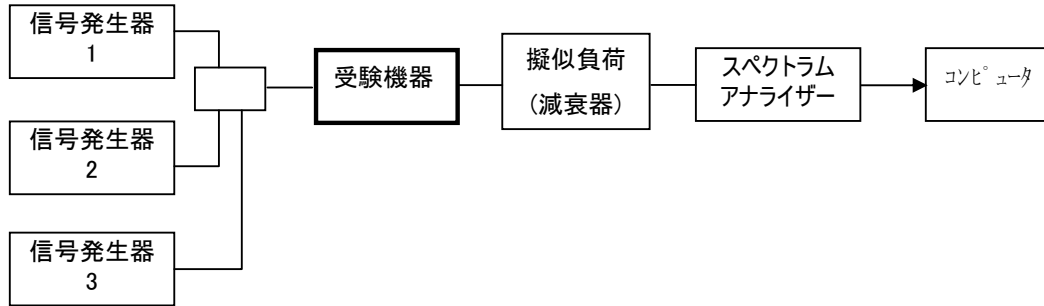 信号発生器
1
信号発生器
2
信号発生器
3
受験機器
擬似負荷
(減衰器)
スペクトラム
アナライザー
コンピュータ